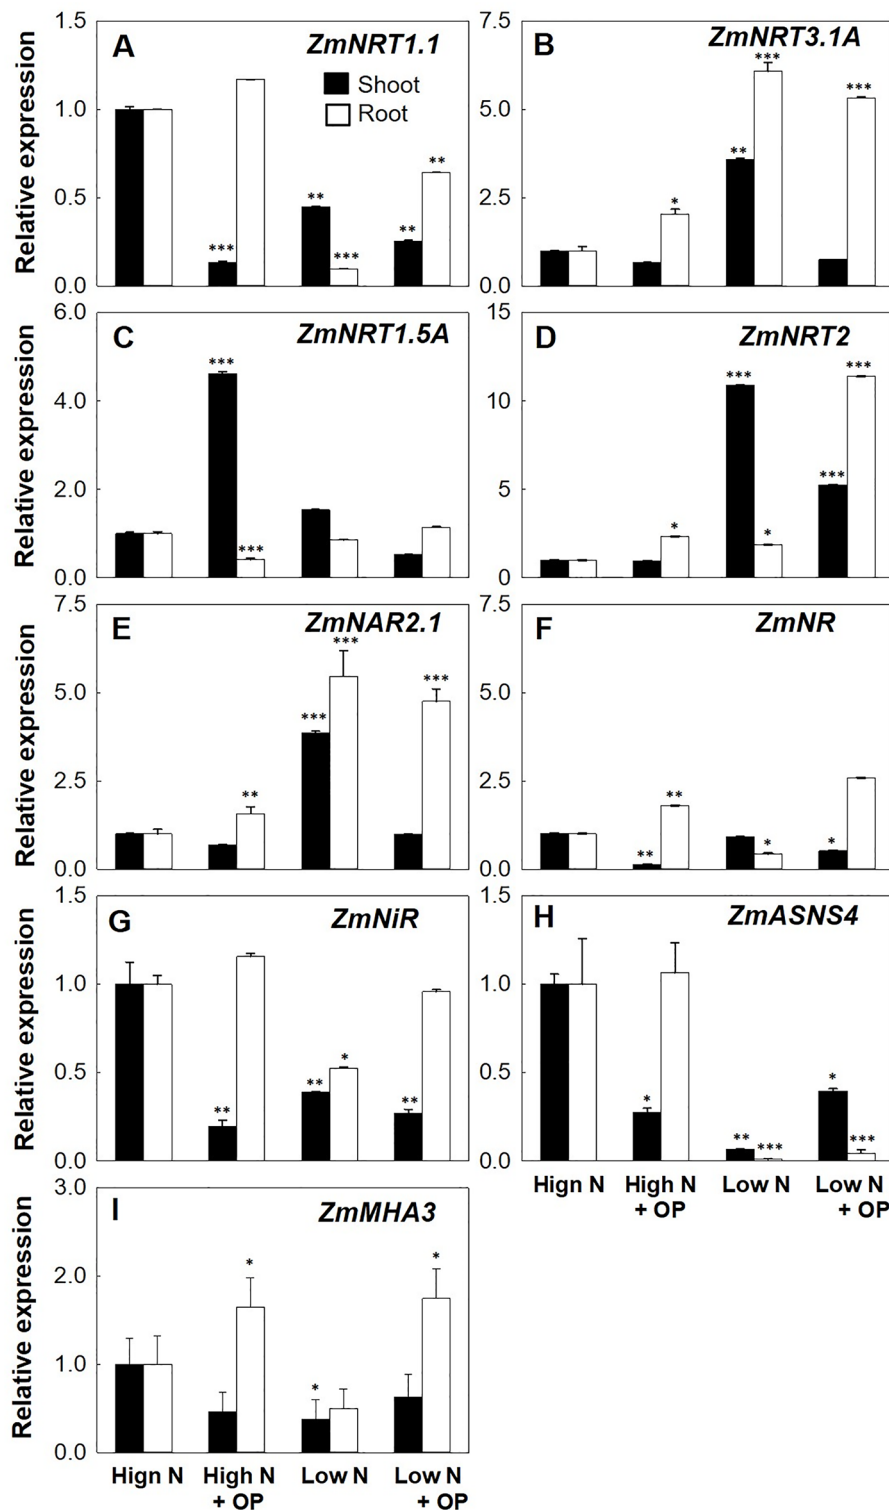 A ZmNRT1.1
Shoot
Root
Relative expression
1.5
1.0
0.5
0.0
***
**
***
**
**
B ZmNRT3.1A
7.5
5.0
2.5
0.0
*
**
***
***
C ZmNRT1.5A
Relative expression
6.0
4.0
2.0
0.0
***
***
D ZmNRT2
15
10
5
0
*
***
*
***
***
E ZmNAR2.1
Relative expression
7.5
5.0
2.5
0.0
**
***
***
***
F ZmNR
7.5
5.0
2.5
0.0
**
**
*
*
G ZmNiR
Relative expression
1.5
1.0
0.5
0.0
**
**
*
**
H ZmASNS4
1.5
1.0
0.5
0.0
*
**
***
*
***
Hign N
High N
+ OP
Low N
Low N
+ OP
I ZmMHA3
Relative expression
3.0
2.0
1.0
0.0
*
*
*
Hign N
High N
+ OP
Low N
Low N
+ OP